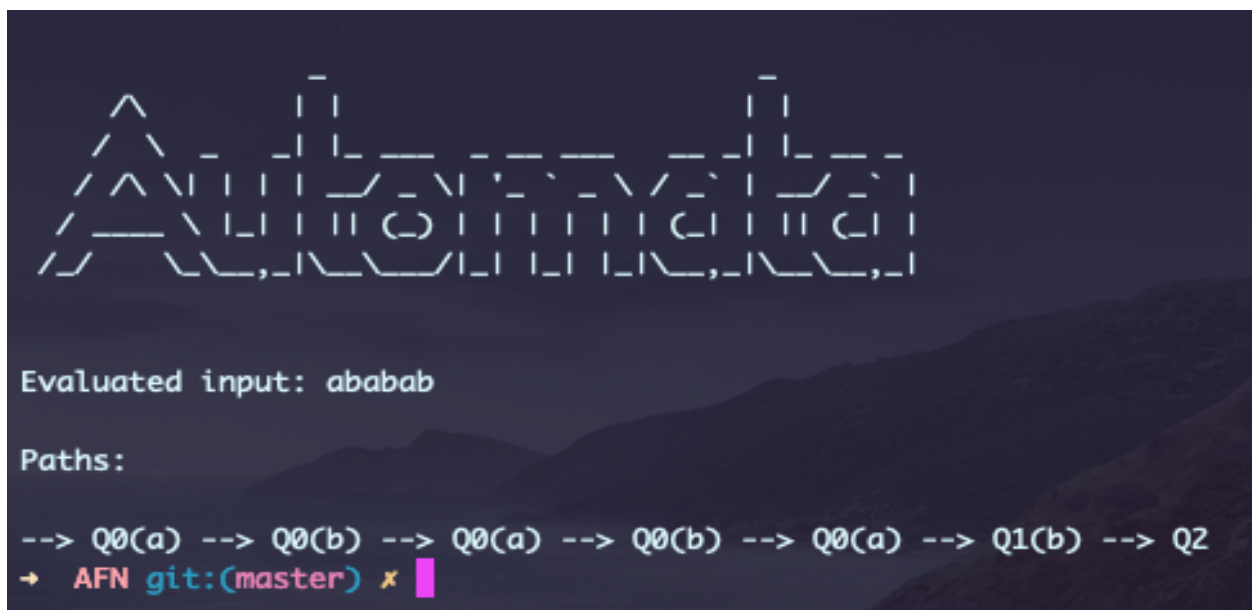 Automata
Evaluated input: ababab
Paths:
--> Q0(a) --> Q0(b) --> Q0(a) --> Q0(b) --> Q0(a) --> Q1(b) --> Q2
→ AFN git:(master) ✗